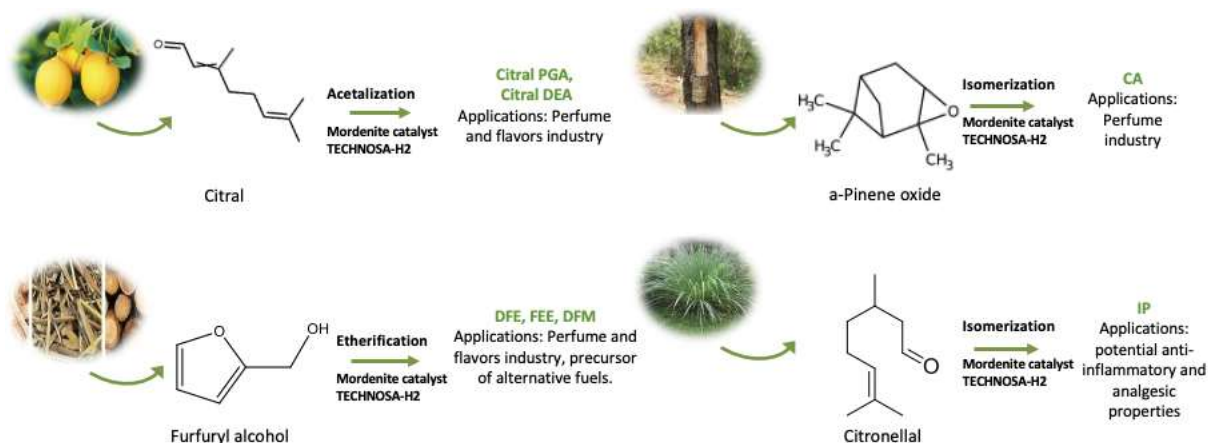 O
Citral
Acetalization
Mordenite catalyst
TECHNOSA-H2
Citral PGA,
Citral DEA
Applications: Perfume
and flavors industry
H₃C
H₃C
CH₃
O
a-Pinene oxide
Isomerization
Mordenite catalyst
TECHNOSA-H2
CA
Applications:
Perfume
industry
O
OH
Furfuryl alcohol
Etherification
Mordenite catalyst
TECHNOSA-H2
DFE, FEE, DFM
Applications: Perfume and
flavors industry, precursor
of alternative fuels.
O
Citronellal
Isomerization
Mordenite catalyst
TECHNOSA-H2
IP
Applications:
potential anti-
inflammatory and
analgesic
properties